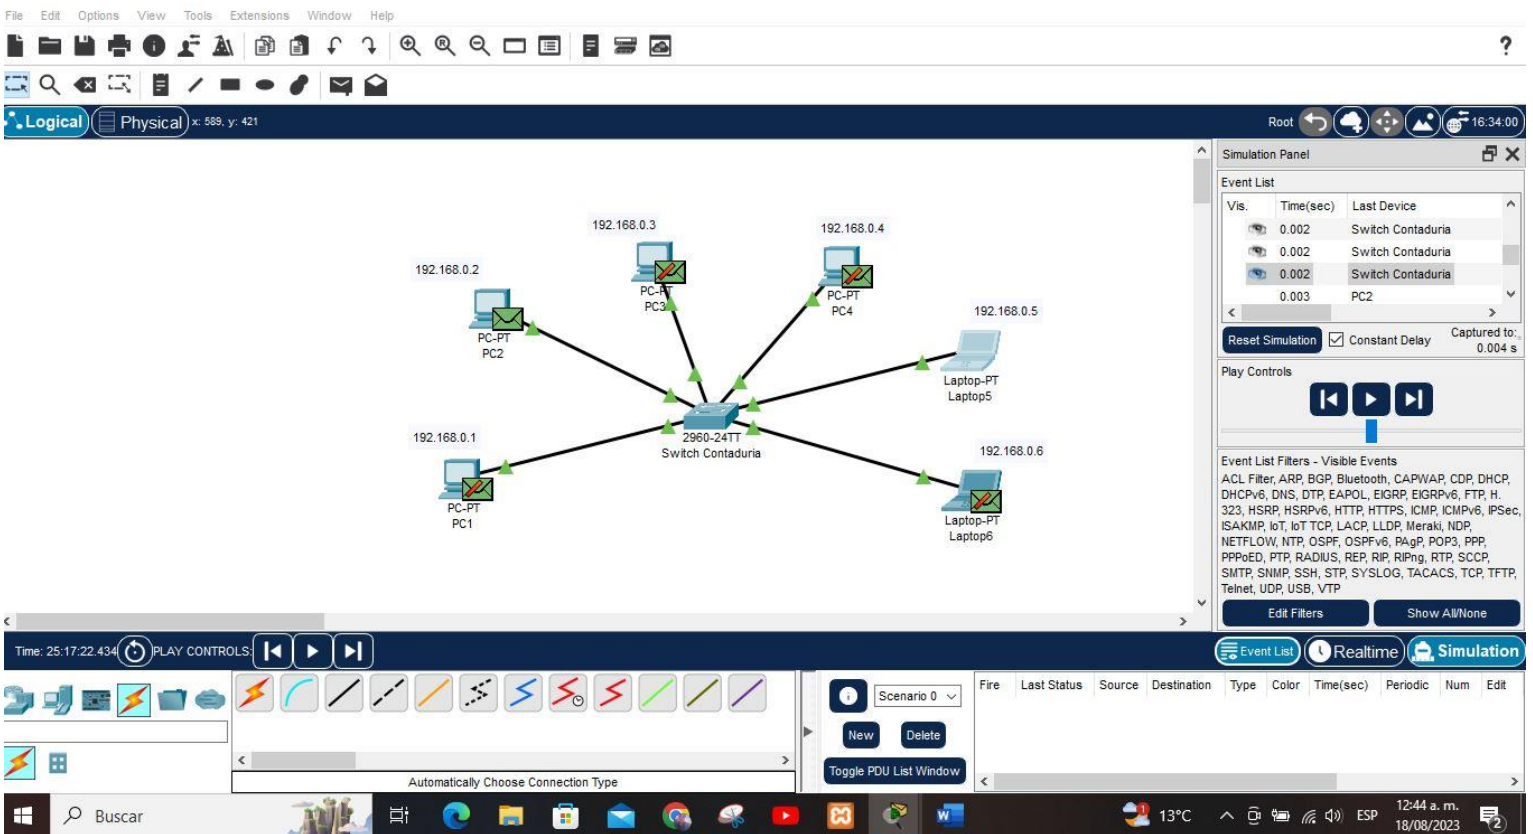 File Edit Options View Tools Extensions Window Help
?
Logical Physical x: 589, y: 421 Root 16:34:00
192.168.0.3
PC-PT
PC3
192.168.0.4
PC-PT
PC4
192.168.0.2
PC-PT
PC2
192.168.0.5
Laptop-PT
Laptop5
2960-24TT
Switch Contaduria
192.168.0.1
PC-PT
PC1
192.168.0.6
Laptop-PT
Laptop6
Simulation Panel
Event List
Vis. Time(sec) Last Device
0.002 Switch Contaduria
0.002 Switch Contaduria
0.002 Switch Contaduria
0.003 PC2
Reset Simulation Constant Delay Captured to:
0.004 s
Play Controls
Event List Filters - Visible Events
ACL Filter, ARP, BGP, Bluetooth, CAPWAP, CDP, DHCP,
DHCPv6, DNS, DTP, EAPOL, EIGRP, EIGRPv6, FTP, H.
323, HSRP, HSRPv6, HTTP, HTTPS, ICMP, ICMPv6, IPSec,
ISAKMP, IoT, IoT TCP, LACP, LLDP, Meraki, NDP,
NETFLOW, NTP, OSPF, OSPFv6, PAgP, POP3, PPP,
PPPoED, PTP, RADIUS, REP, RIP, RIPng, RTP, SCCP,
SMTP, SNMP, SSH, STP, SYSLOG, TACACS, TCP, TFTP,
Telnet, UDP, USB, VTP
Edit Filters Show All/None
Time: 25:17:22.434 PLAY CONTROLS: Event List Realtime Simulation
Automatically Choose Connection Type
Scenario 0
New Delete
Toggle PDU List Window
Fire Last Status Source Destination Type Color Time(sec) Periodic Num Edit
Buscar 1 13°C ESP 12:44 a. m.
18/08/2023 2